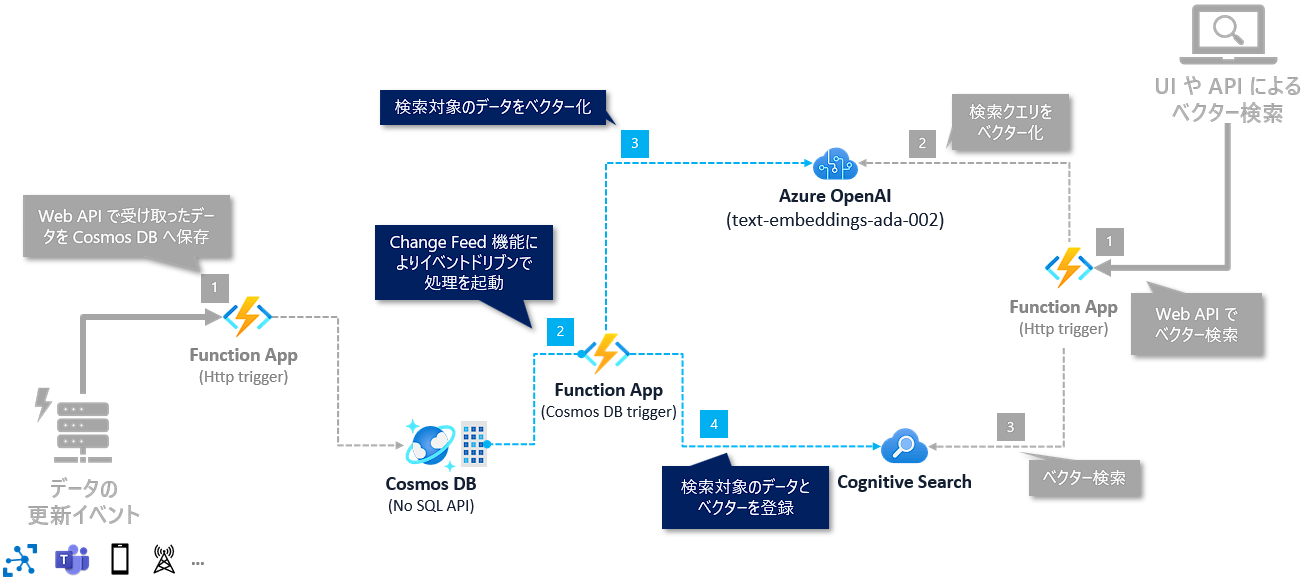 UI や API による
ベクター検索
検索対象のデータをベクター化
3
2
検索クエリを
ベクター化
Azure OpenAI
(text-embeddings-ada-002)
Web API で受け取ったデー
タを Cosmos DB へ保存
1
Function App
(Http trigger)
Change Feed 機能に
よりイベントドリブンで
処理を起動
2
Function App
(Cosmos DB trigger)
1
Function App
(Http trigger)
Web API で
ベクター検索
Cosmos DB
(No SQL API)
4
検索対象のデータと
ベクターを登録
Cognitive Search
3
ベクター検索
データの
更新イベント
T
...